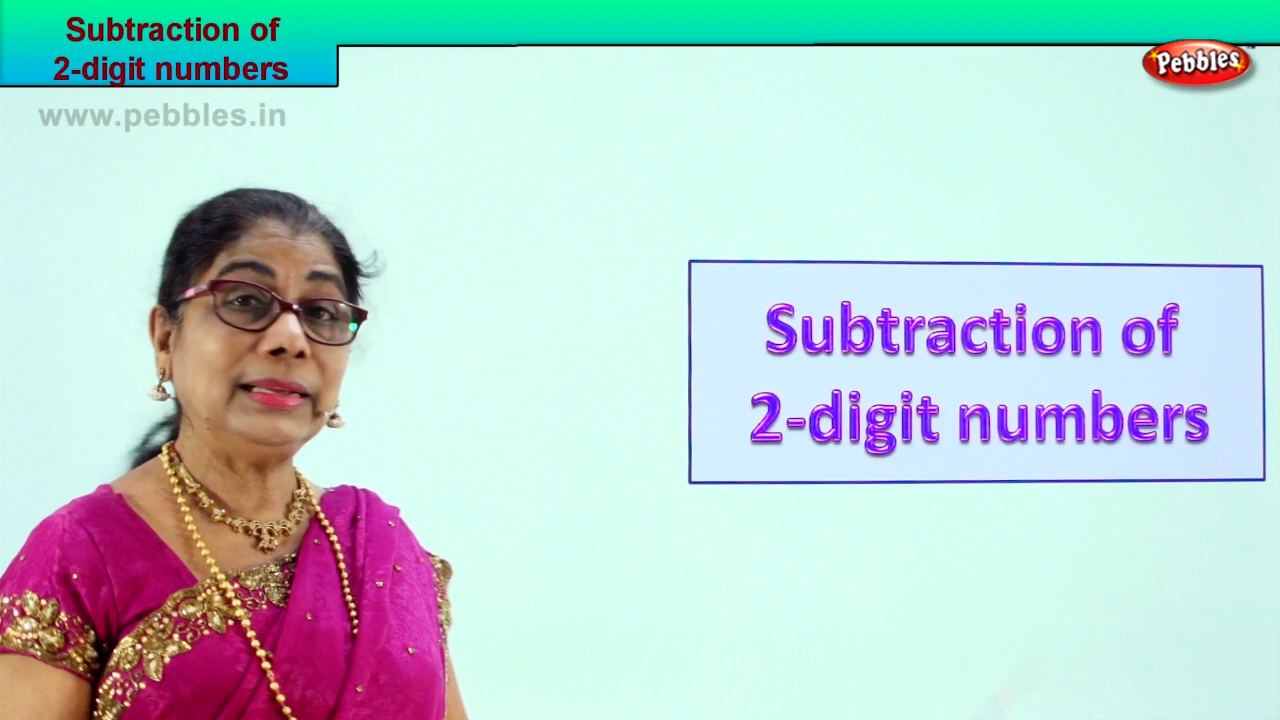 Subtraction of
2-digit numbers
Pebbles
www.pebbles.in
Subtraction of
2-digit numbers